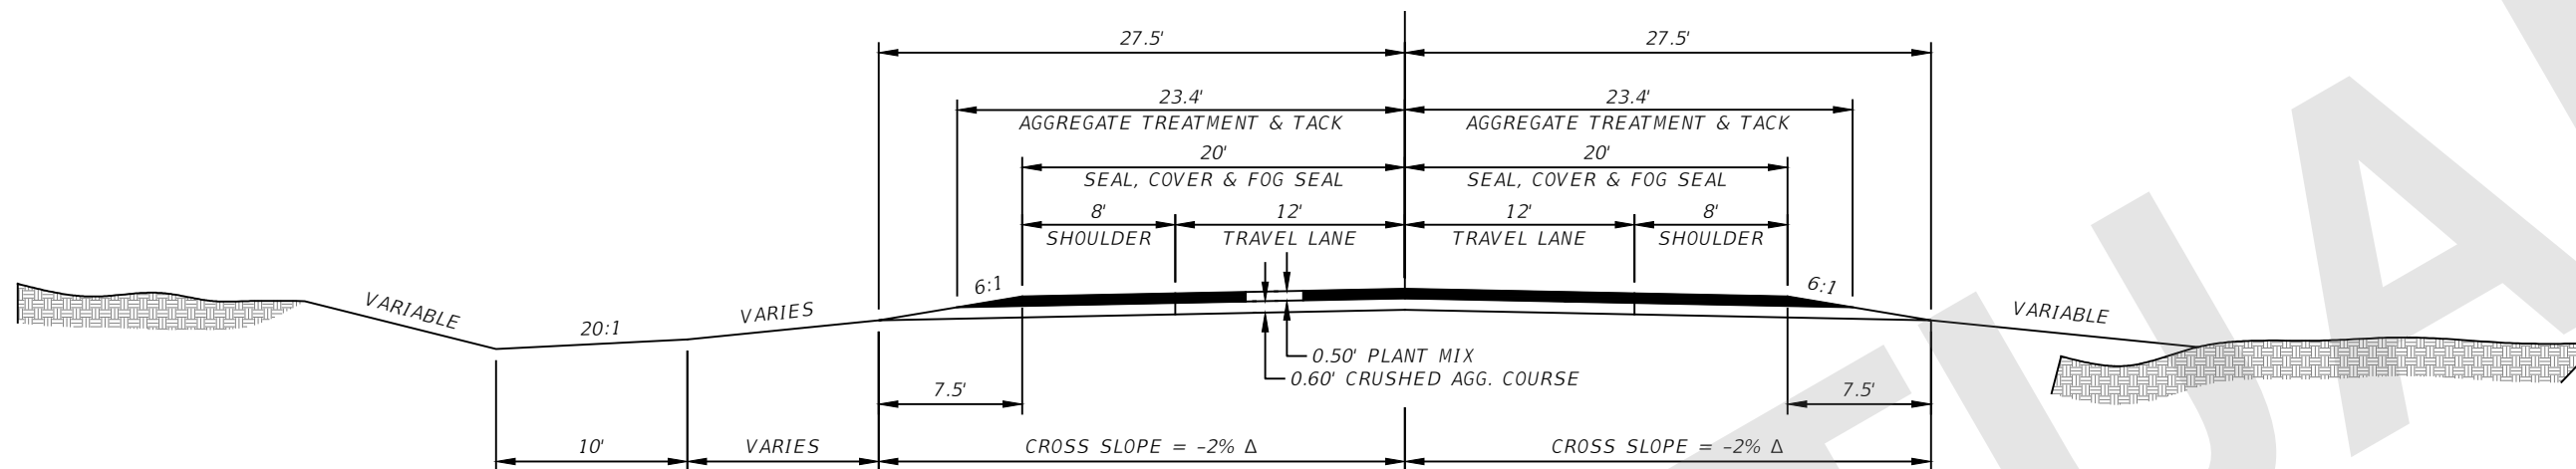 27.5' 27.5'
23.4' 23.4'
AGGREGATE TREATMENT & TACK AGGREGATE TREATMENT & TACK
20' 20'
SEAL, COVER & FOG SEAL SEAL, COVER & FOG SEAL
8' 12' 12' 8'
SHOULDER TRAVEL LANE TRAVEL LANE SHOULDER
6:1 6:1
VARIABLE 20:1 VARIES VARIABLE
0.50' PLANT MIX
0.60' CRUSHED AGG. COURSE
7.5' 7.5'
10' VARIES CROSS SLOPE = -2% Δ CROSS SLOPE = -2% Δ